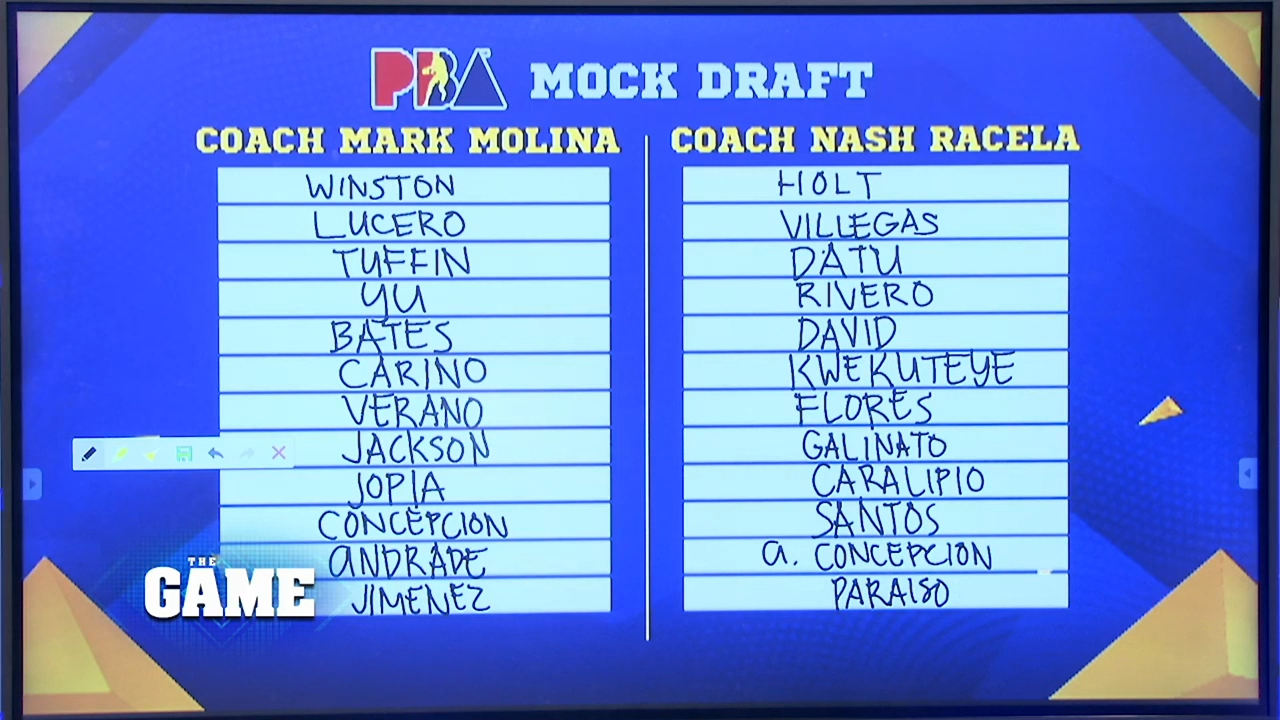 PBA MOCK DRAFT
COACH MARK MOLINA
WINSTON
LUCERO
TUFFIN
YU
BATES
CARINO
VERANO
JACKSON
JOPIA
CONCEPCION
ANDRADE
JIMENEZ
COACH NASH RACELA
HOLT
VILLEGAS
DATU
RIVERO
DAVID
KWEKUTEYE
FLORES
GALINATO
CARALIPIO
SANTOS
A. CONCEPCION
PARAISO
THE
GAME